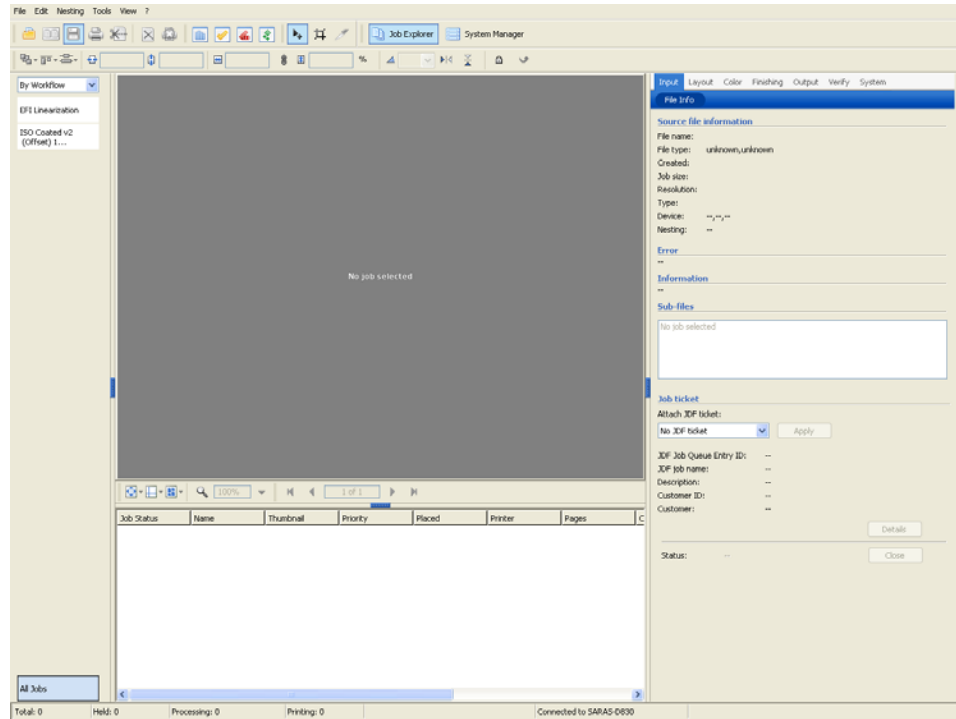 File Edit Nesting Tools View ?
Job Explorer System Manager
%
Input Layout Color Finishing Output Verify System
By Workflow
File Info
EFI Linearization
ISO Coated v2
(Offset) 1...
Source file information
File name:
File type: unknown,unknown
Created:
Job size:
Resolution:
Type:
Device: --,--,--
Nesting: --
No job selected
Error
--
Information
--
Sub-files
No job selected
Job ticket
Attach JDF ticket:
No JDF ticket Apply
JDF Job Queue Entry ID: --
JDF job name: --
Description: --
Customer ID: --
Customer: --
Details
Status: -- Close
100% 1 of 1
Job Status Name Thumbnail Priority Placed Printer Pages C
All Jobs
Total: 0 Held: 0 Processing: 0 Printing: 0 Connected to SARAS-D830